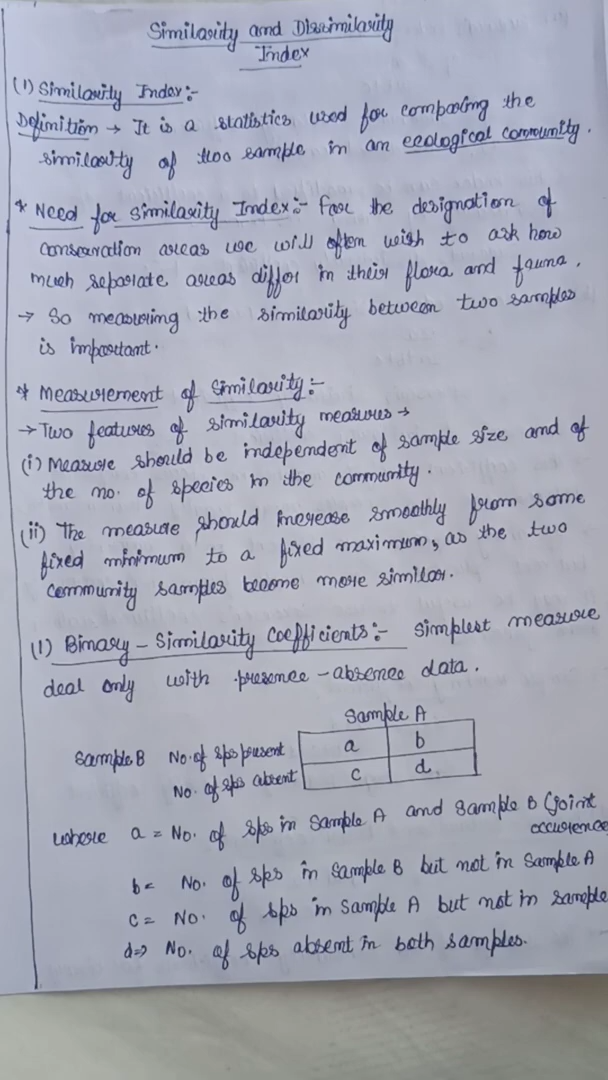 Similarity and Dissimilarity
Index
(1) Similarity Index:-
Definition → It is a statistics used for comparing the
similarity of two sample in an ecological community.
* Need for similarity Index:- For the designation of
conservation areas we will often wish to ask how
much separate areas differ in their flora and fauna.
→ So measuring the similarity between two samples
is important.
* Measurement of Similarity:-
→ Two features of similarity measures →
(i) Measure should be independent of sample size and of
the no. of species in the community.
(ii) The measure should increase smoothly from some
fixed minimum to a fixed maximum, as the two
community samples become more similar.
(1) Binary - Similarity Coefficients:- simplest measure
deal only with presence - absence data.
Sample A
Sample B No. of sps present a b
No. of sps absent c d
where a = No. of sps in Sample A and Sample B (joint
occurence
b = No. of sps in Sample B but not in Sample A
c = No. of sps in Sample A but not in sample
d => No. of sps absent in both samples.